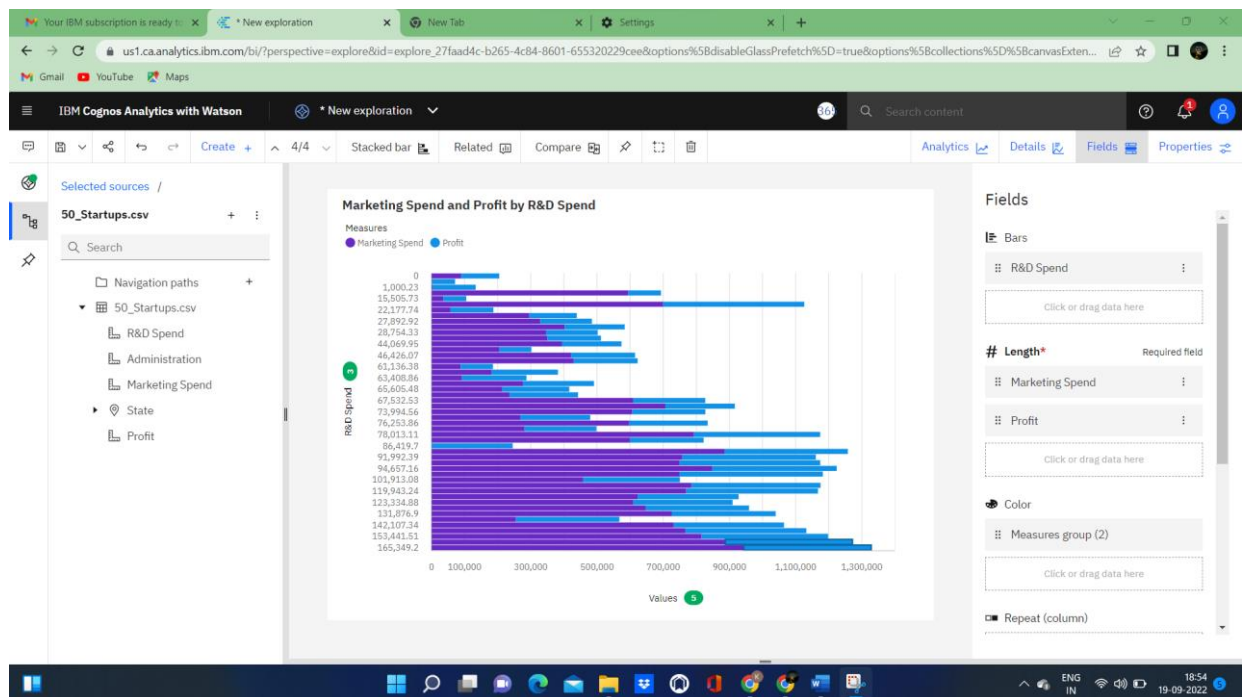 Your IBM subscription is ready to
* New exploration
New Tab
Settings
us1.ca.analytics.ibm.com/bi/?perspective=explore&id=explore_27faad4c-b265-4c84-8601-655320229cee&options%5BdisableGlassPrefetch%5D=true&options%5Bcollections%5D%5BcanvasExten...
Gmail YouTube Maps
IBM Cognos Analytics with Watson
* New exploration
Search content
1
Create + 4/4 Stacked bar Related Compare Analytics Details Fields Properties
Selected sources /
50_Startups.csv
Search
Navigation paths
50_Startups.csv
R&D Spend
Administration
Marketing Spend
State
Profit
Marketing Spend and Profit by R&D Spend
Measures
Marketing Spend Profit
R&D Spend
3
0
1,000.23
15,505.73
22,177.74
27,892.92
28,754.33
44,069.95
46,426.07
61,136.38
63,408.86
65,605.48
67,532.53
73,994.56
76,253.86
78,013.11
86,419.7
91,992.39
94,657.16
101,913.08
119,943.24
123,334.88
131,876.9
142,107.34
153,441.51
165,349.2
0 100,000 300,000 500,000 700,000 900,000 1,100,000 1,300,000
Values 5
Fields
Bars
R&D Spend
Click or drag data here
# Length* Required field
Marketing Spend
Profit
Click or drag data here
Color
Measures group (2)
Click or drag data here
Repeat (column)
ENG
IN
18:54
19-09-2022
5